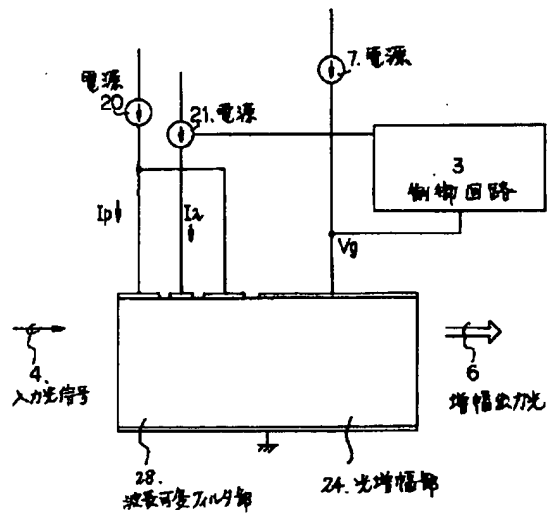 7. 電源
電源
20
21. 電源
3
制御回路
Ip
I2
Vg
4.
入力光信号
6
増幅出力光
28.
波長可変フィルタ部
24. 光増幅部